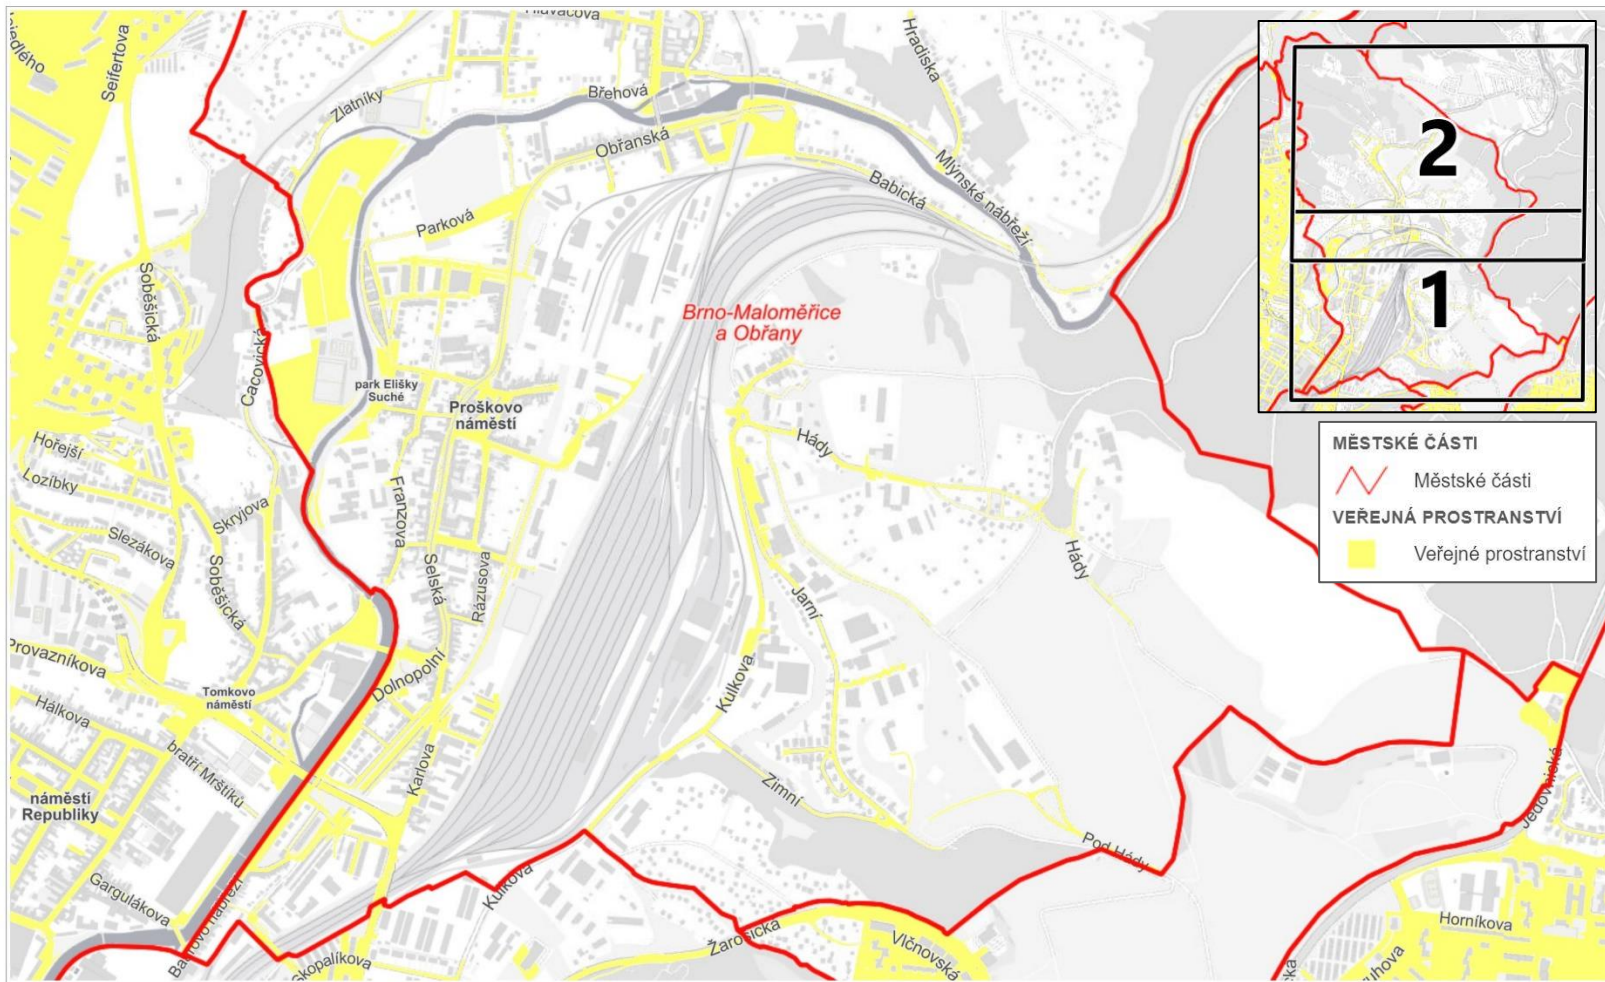 Hlaváčova
Hradiska
Seifertova
Zlatníky
Břehová
Obřanská
2
Mlýnské nábřeží
Babická
Parková
Soběšická
1
Brno-Maloměřice
a Obřany
Cacovická
park Elišky
Suché
Proškovo
náměstí
Hády
MĚSTSKÉ ČÁSTI
Městské části
VEŘEJNÁ PROSTRANSTVÍ
Veřejné prostranství
Hořejší
Lozíbky
Skryjova
Franzova
Slezákova
Soběšická
Selská
Rázusova
Hády
Jarní
Provazníkova
Dolnopolní
Kulkova
Tomkovo
náměstí
Hálkova
bratří Mrštíků
Karlova
Zimní
Jedovnická
náměstí
Republiky
Pod Hády
Gargulákova
Kulkova
Bauerovo nábřeží
Skopalíkova
Žarošická
Vlčnovská
Horníkova